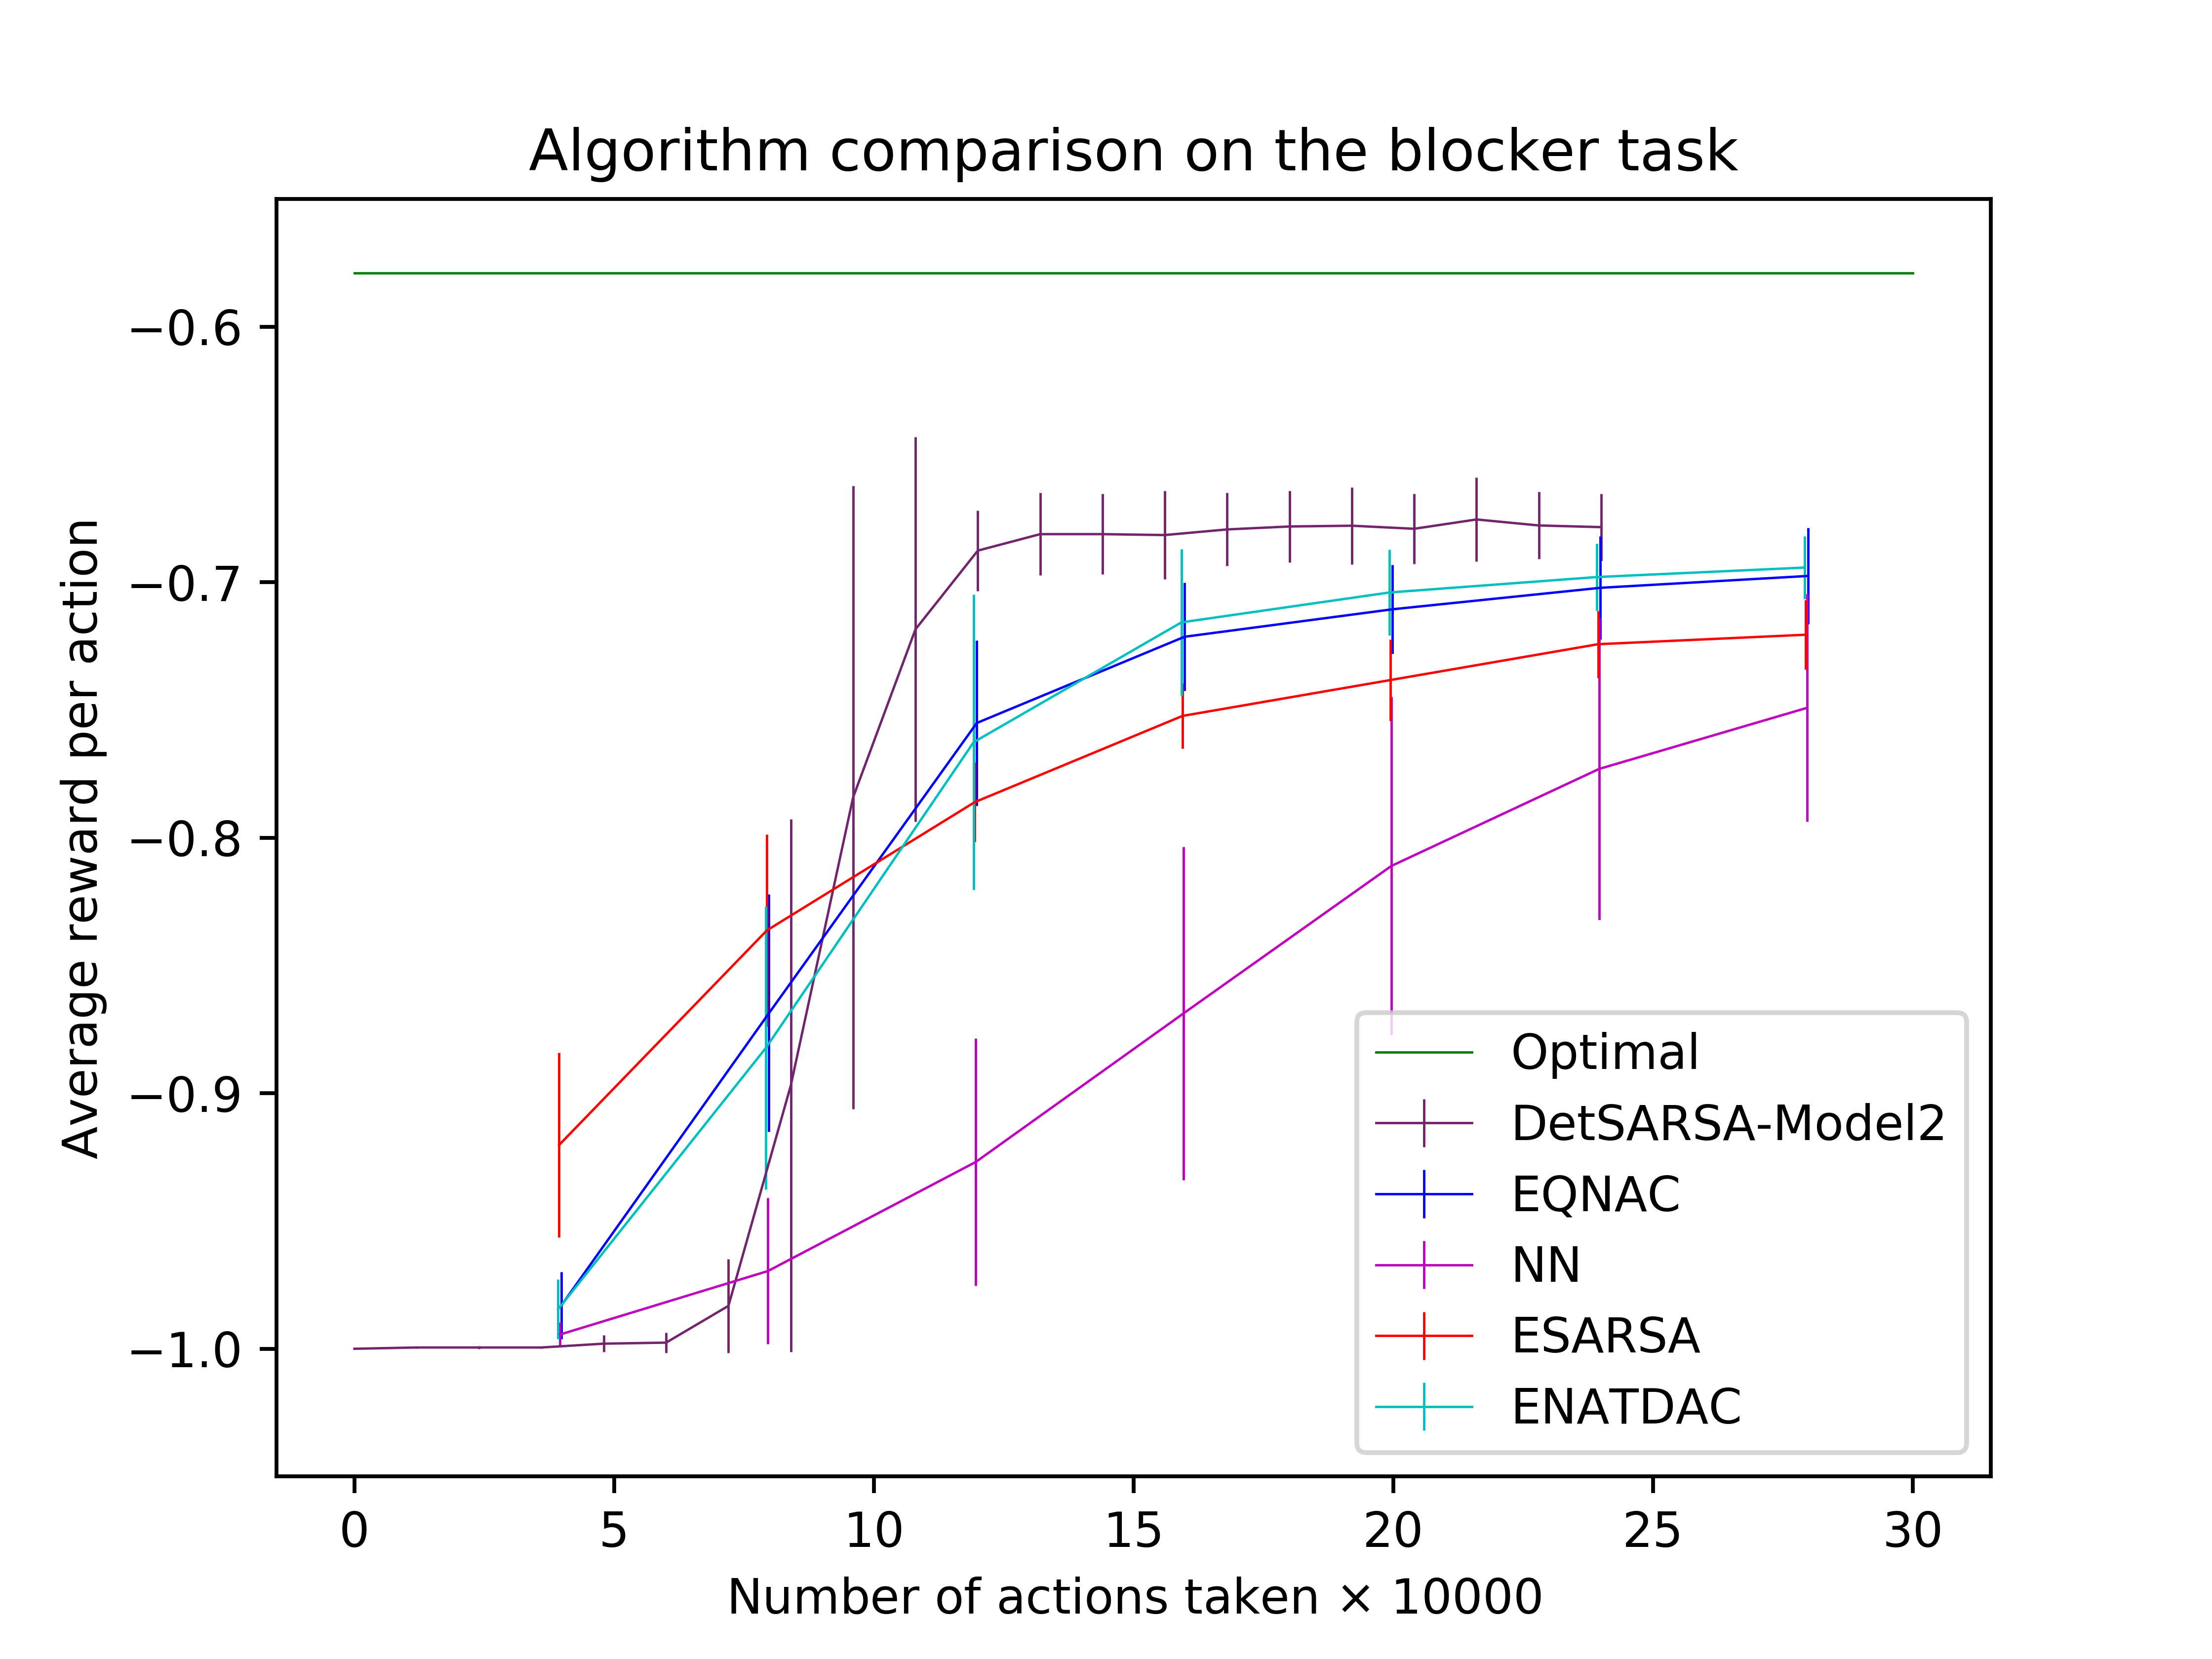 Algorithm comparison on the blocker task
Average reward per action
−0.6
−0.7
−0.8
−0.9
−1.0
Optimal
DetSARSA-Model2
EQNAC
NN
ESARSA
ENATDAC
0 5 10 15 20 25 30
Number of actions taken × 10000